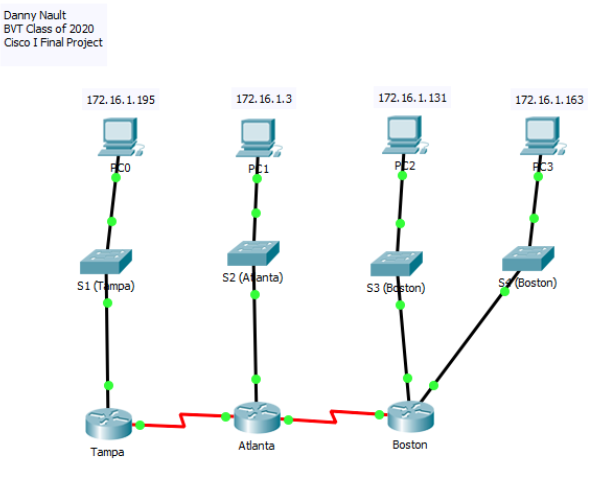 Danny Nault
BVT Class of 2020
Cisco I Final Project
172.16.1.195
172.16.1.3
172.16.1.131
172.16.1.163
PC0
PC1
PC2
PC3
S1 (Tampa)
S2 (Atlanta)
S3 (Boston)
S4 (Boston)
Tampa
Atlanta
Boston